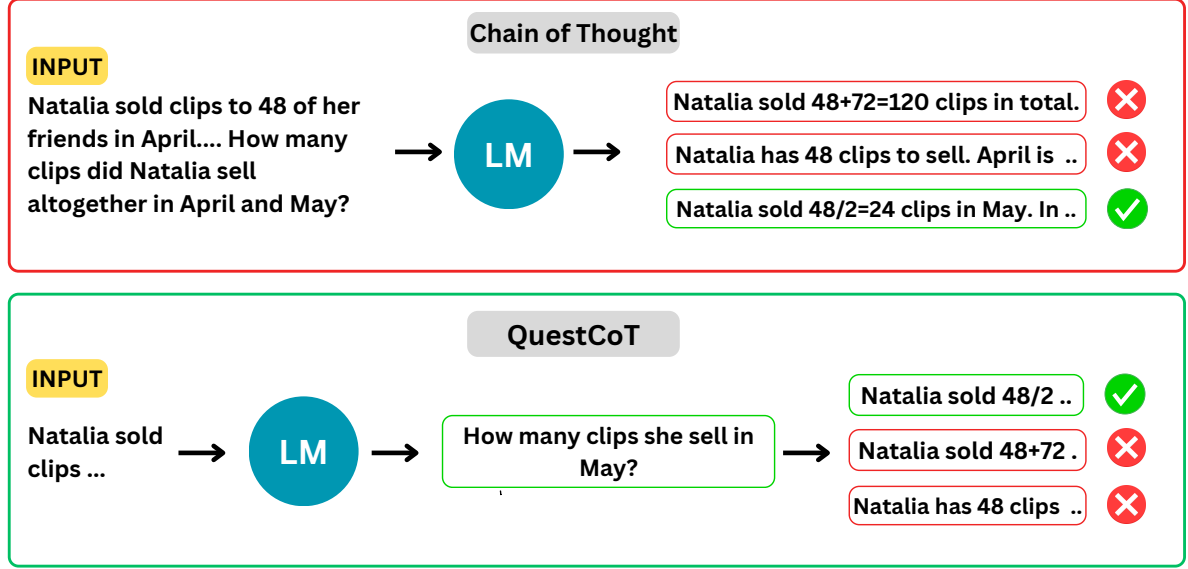 Chain of Thought
INPUT
Natalia sold clips to 48 of her
friends in April.... How many
clips did Natalia sell
altogether in April and May?
LM
Natalia sold 48+72=120 clips in total.
Natalia has 48 clips to sell. April is ..
Natalia sold 48/2=24 clips in May. In ..
QuestCoT
INPUT
Natalia sold
clips ...
LM
How many clips she sell in
May?
Natalia sold 48/2 ..
Natalia sold 48+72 .
Natalia has 48 clips ..